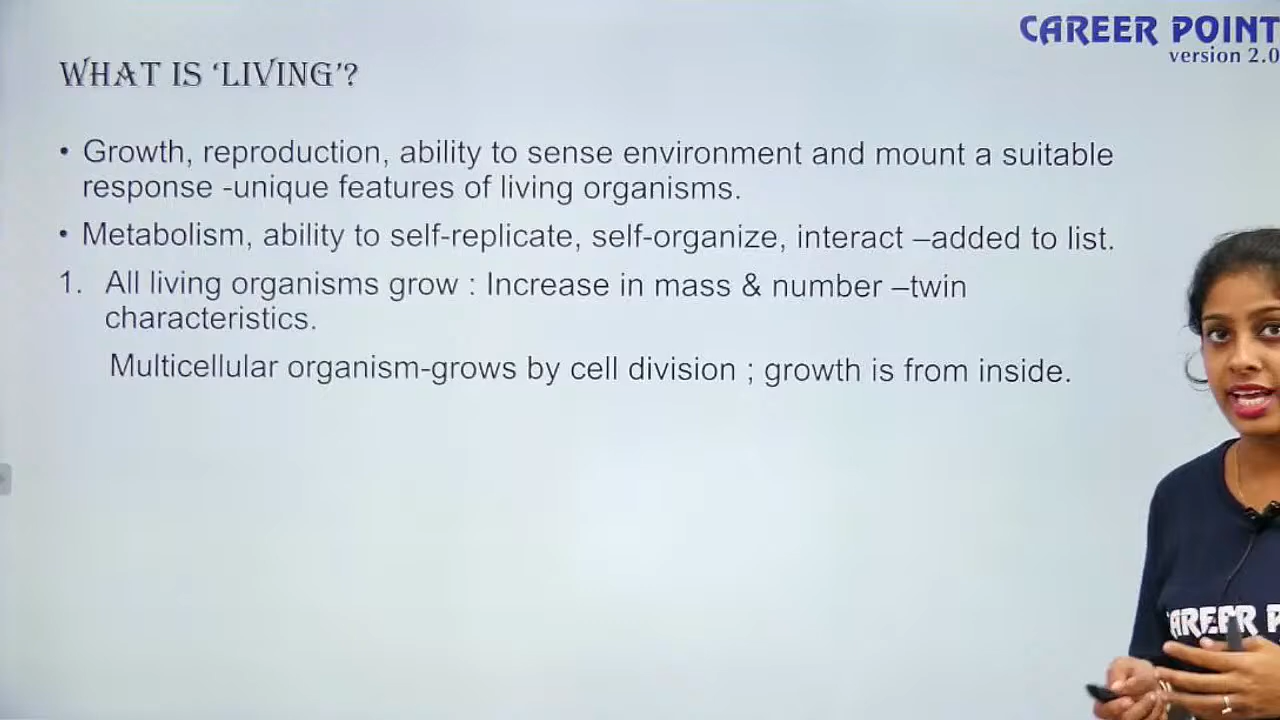 CAREER POINT
version 2.0
WHAT IS ‘LIVING’?
• Growth, reproduction, ability to sense environment and mount a suitable
response -unique features of living organisms.
• Metabolism, ability to self-replicate, self-organize, interact –added to list.
1. All living organisms grow : Increase in mass & number –twin
characteristics.
Multicellular organism-grows by cell division ; growth is from inside.
CAREER P